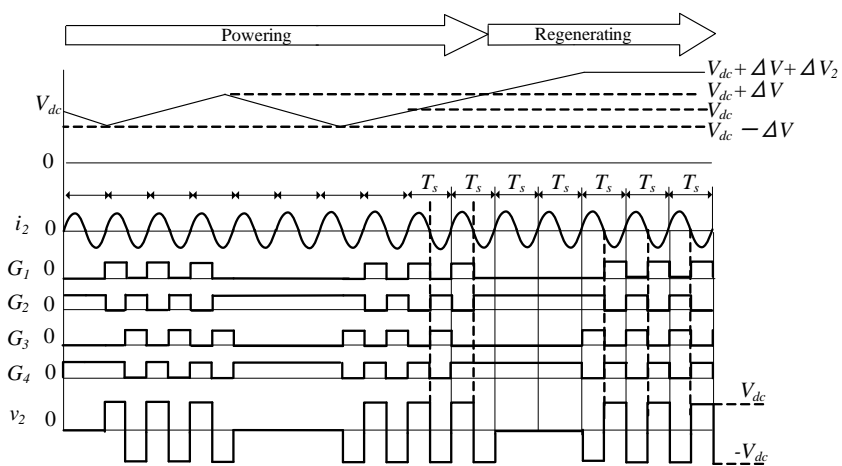 Powering Regenerating
V_dc + ΔV + ΔV_2
V_dc + ΔV
V_dc
V_dc
V_dc − ΔV
0
T_s T_s T_s T_s T_s T_s T_s
i_2 0
G_1 0
G_2 0
G_3 0
G_4 0
V_dc
v_2 0
-V_dc